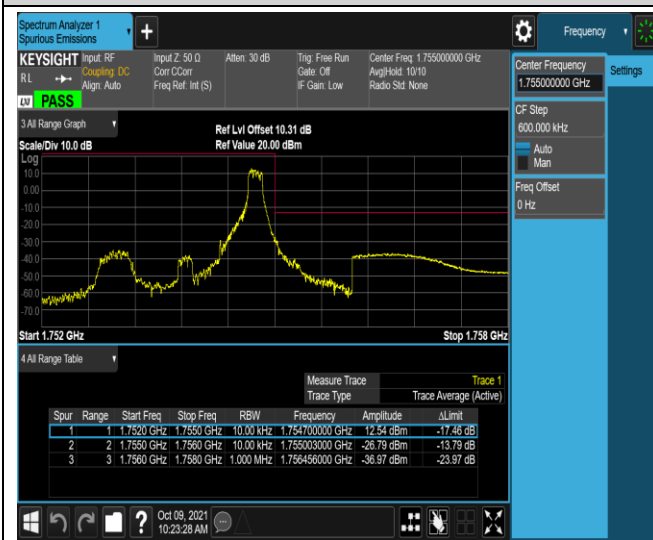 Spectrum Analyzer 1
Spurious Emissions
Frequency
KEYSIGHT Input: RF
Coupling: DC
Align: Auto
RL
Input Z: 50 Ω
Corr CCorr
Freq Ref: Int (S)
Atten: 30 dB
Trig: Free Run
Gate: Off
IF Gain: Low
Center Freq: 1.755000000 GHz
Avg|Hold: 10/10
Radio Std: None
LXI PASS
Center Frequency
1.755000000 GHz
Settings
CF Step
600.000 kHz
Auto
Man
Freq Offset
0 Hz
3 All Range Graph
Scale/Div 10.0 dB
Ref Lvl Offset 10.31 dB
Ref Value 20.00 dBm
Log
10.0
0.00
-10.0
-20.0
-30.0
-40.0
-50.0
-60.0
-70.0
Start 1.752 GHz
Stop 1.758 GHz
4 All Range Table
Measure Trace Trace 1
Trace Type Trace Average (Active)
Spur Range Start Freq Stop Freq RBW Frequency Amplitude ΔLimit
1 1 1.7520 GHz 1.7550 GHz 10.00 kHz 1.754700000 GHz 12.54 dBm -17.46 dB
2 2 1.7550 GHz 1.7560 GHz 10.00 kHz 1.755003000 GHz -26.79 dBm -13.79 dB
3 3 1.7560 GHz 1.7580 GHz 1.000 MHz 1.756456000 GHz -36.97 dBm -23.97 dB
Oct 09, 2021
10:23:28 AM